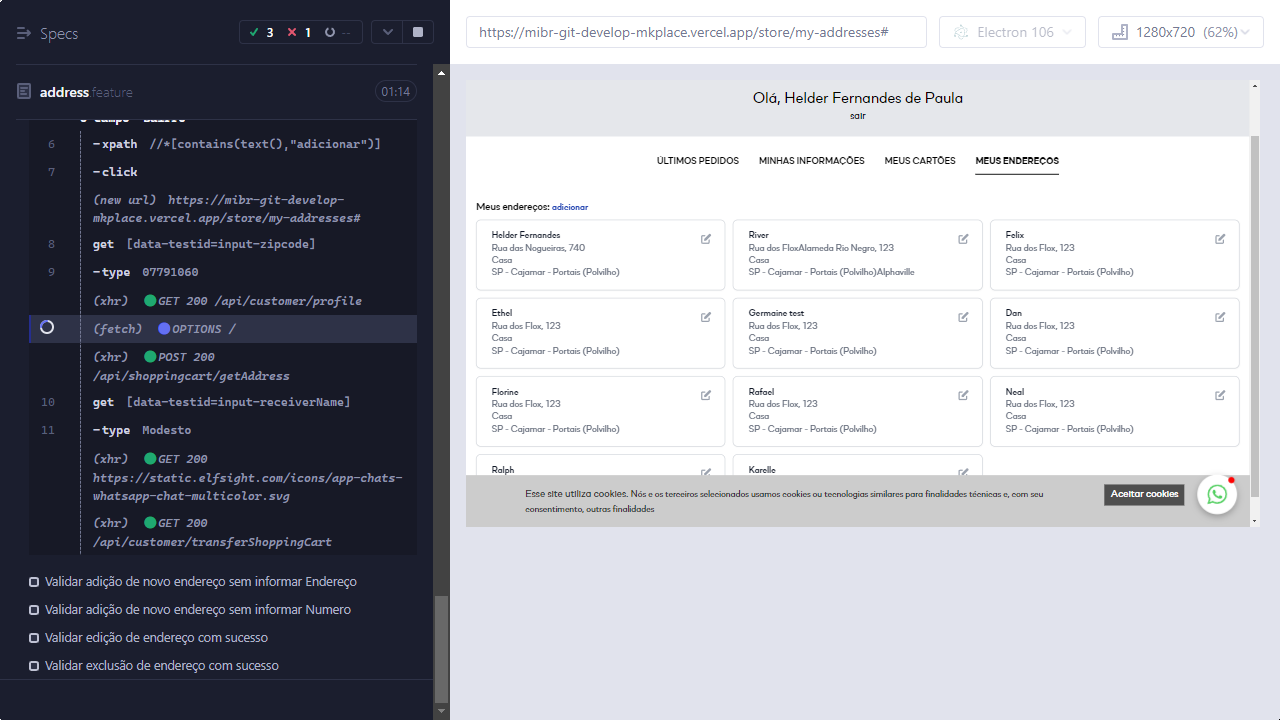 Specs
3
1
--
https://mibr-git-develop-mkplace.vercel.app/store/my-addresses#
Electron 106
1280x720 (62%)
address.feature
01:14
6 -xpath //*[contains(text(),"adicionar")]
7 -click
(new url) https://mibr-git-develop-
mkplace.vercel.app/store/my-addresses#
8 get [data-testid=input-zipcode]
9 -type 07791060
(xhr) GET 200 /api/customer/profile
(fetch) OPTIONS /
(xhr) POST 200
/api/shoppingcart/getAddress
10 get [data-testid=input-receiverName]
11 -type Modesto
(xhr) GET 200
https://static.elfsight.com/icons/app-chats-
whatsapp-chat-multicolor.svg
(xhr) GET 200
/api/customer/transferShoppingCart
Validar adição de novo endereço sem informar Endereço
Validar adição de novo endereço sem informar Numero
Validar edição de endereço com sucesso
Validar exclusão de endereço com sucesso
Olá, Helder Fernandes de Paula
sair
ÚLTIMOS PEDIDOS MINHAS INFORMAÇÕES MEUS CARTÕES MEUS ENDEREÇOS
Meus endereços: adicionar
Helder Fernandes
Rua das Nogueiras, 740
Casa
SP - Cajamar - Portais (Polvilho)
River
Rua dos FloxAlameda Rio Negro, 123
Casa
SP - Cajamar - Portais (Polvilho)Alphaville
Felix
Rua dos Flox, 123
Casa
SP - Cajamar - Portais (Polvilho)
Ethel
Rua dos Flox, 123
Casa
SP - Cajamar - Portais (Polvilho)
Germaine test
Rua dos Flox, 123
Casa
SP - Cajamar - Portais (Polvilho)
Dan
Rua dos Flox, 123
Casa
SP - Cajamar - Portais (Polvilho)
Florine
Rua dos Flox, 123
Casa
SP - Cajamar - Portais (Polvilho)
Rafael
Rua dos Flox, 123
Casa
SP - Cajamar - Portais (Polvilho)
Neal
Rua dos Flox, 123
Casa
SP - Cajamar - Portais (Polvilho)
Ralph
Karelle
Esse site utiliza cookies. Nós e os terceiros selecionados usamos cookies ou tecnologias similares para finalidades técnicas e, com seu
consentimento, outras finalidades
Aceitar cookies